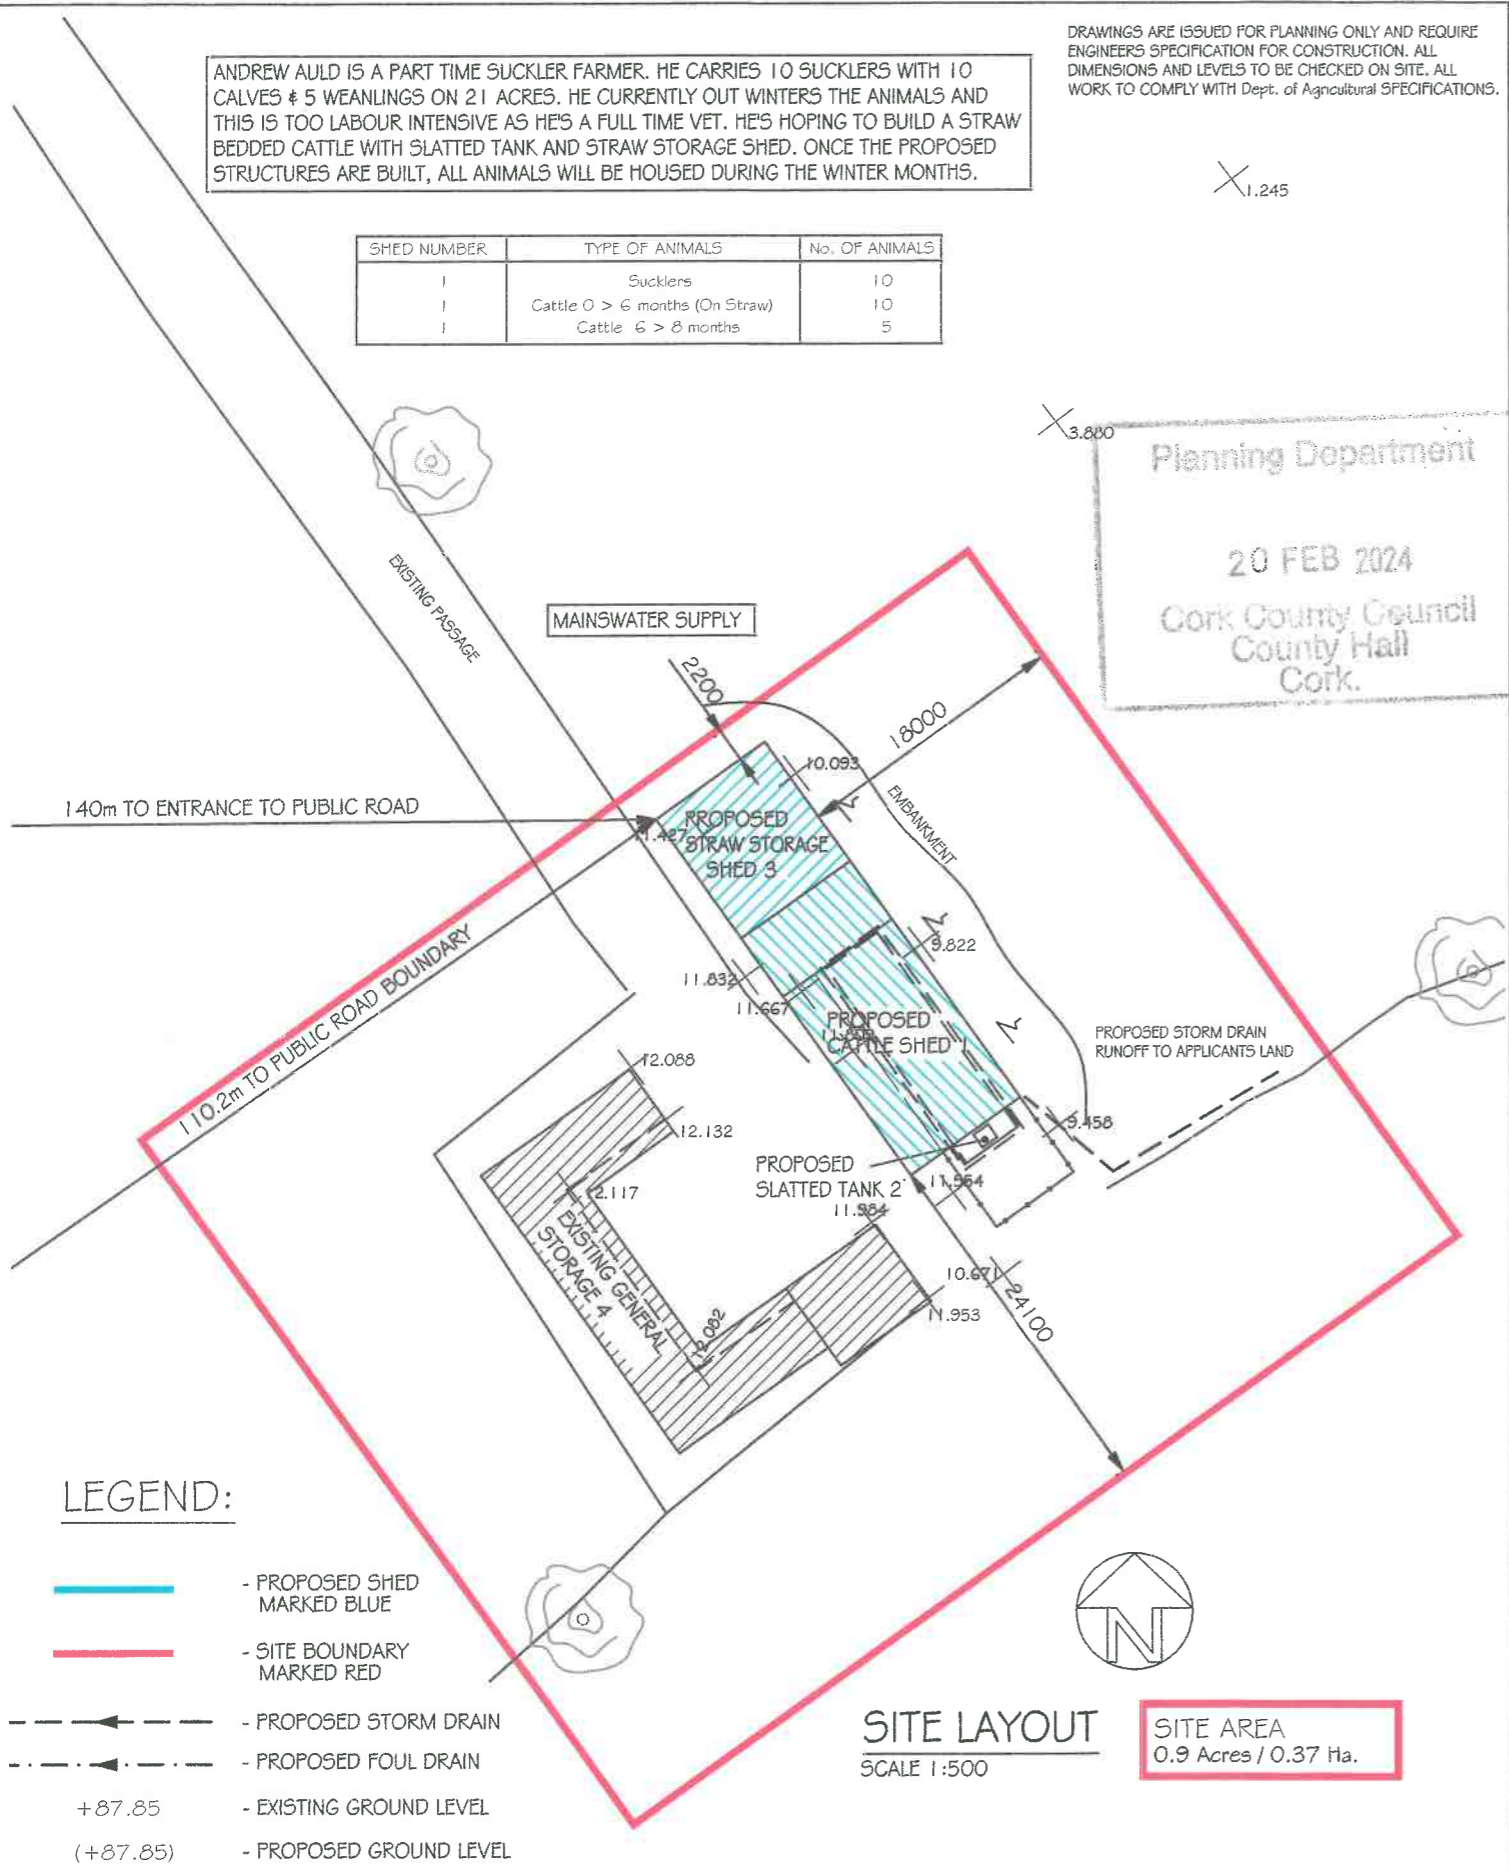 DRAWINGS ARE ISSUED FOR PLANNING ONLY AND REQUIRE
ENGINEERS SPECIFICATION FOR CONSTRUCTION. ALL
DIMENSIONS AND LEVELS TO BE CHECKED ON SITE. ALL
WORK TO COMPLY WITH Dept. of Agricultural SPECIFICATIONS.
ANDREW AULD IS A PART TIME SUCKLER FARMER. HE CARRIES 10 SUCKLERS WITH 10
CALVES & 5 WEANLINGS ON 21 ACRES. HE CURRENTLY OUT WINTERS THE ANIMALS AND
THIS IS TOO LABOUR INTENSIVE AS HE'S A FULL TIME VET. HE'S HOPING TO BUILD A STRAW
BEDDED CATTLE WITH SLATTED TANK AND STRAW STORAGE SHED. ONCE THE PROPOSED
STRUCTURES ARE BUILT, ALL ANIMALS WILL BE HOUSED DURING THE WINTER MONTHS.
1.245
SHED NUMBER TYPE OF ANIMALS No. OF ANIMALS
1 Sucklers 10
1 Cattle 0 > 6 months (On Straw) 10
1 Cattle 6 > 8 months 5
3.880
Planning Department
20 FEB 2024
Cork County Council
County Hall
Cork.
EXISTING PASSAGE
MAINSWATER SUPPLY
2200
18000
10.093
EMBANKMENT
140m TO ENTRANCE TO PUBLIC ROAD
11.427
PROPOSED
STRAW STORAGE
SHED 3
110.2m TO PUBLIC ROAD BOUNDARY
9.822
11.832
11.667
PROPOSED
CATTLE SHED 1
PROPOSED STORM DRAIN
RUNOFF TO APPLICANTS LAND
12.088
12.132
9.458
PROPOSED
SLATTED TANK 2
11.554
12.117
11.984
EXISTING GENERAL
STORAGE 4
10.671
24100
11.953
12.082
LEGEND:
- PROPOSED SHED
MARKED BLUE
- SITE BOUNDARY
MARKED RED
- PROPOSED STORM DRAIN
- PROPOSED FOUL DRAIN
+87.85 - EXISTING GROUND LEVEL
(+87.85) - PROPOSED GROUND LEVEL
N
SITE LAYOUT
SCALE 1:500
SITE AREA
0.9 Acres / 0.37 Ha.